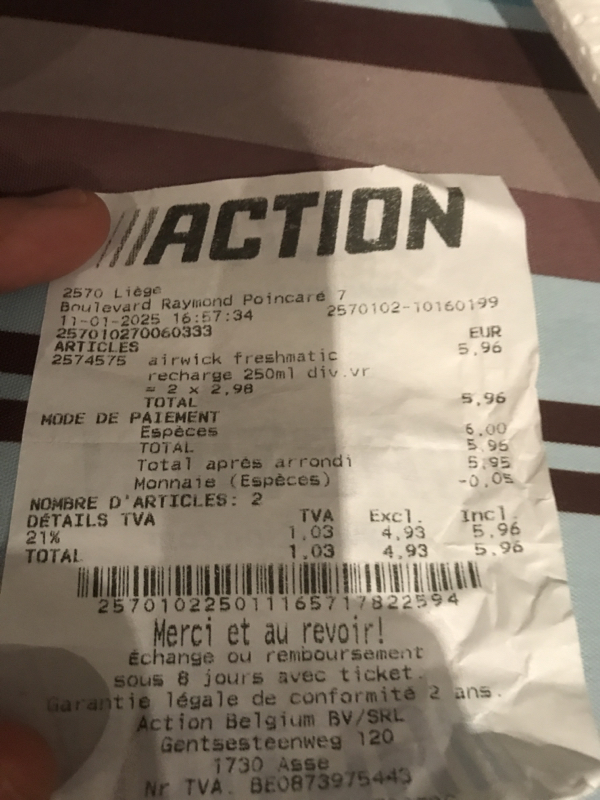 ACTION
2570 Liège
Boulevard Raymond Poincaré 7
11-01-2025 16:57:34 2570102-10160199
257010270060333 EUR
ARTICLES 5,96
2574575 airwick freshmatic
recharge 250ml div.vr
= 2 x 2,98
TOTAL 5,96
MODE DE PAIEMENT
Espèces 6,00
TOTAL 5,96
Total après arrondi 5,95
Monnaie (Espèces) -0,05
NOMBRE D'ARTICLES: 2
DÉTAILS TVA TVA Excl. Incl.
21% 1,03 4,93 5,96
TOTAL 1,03 4,93 5,96
257010225011165717822594
Merci et au revoir!
Échange ou remboursement
sous 8 jours avec ticket.
Garantie légale de conformité 2 ans.
Action Belgium BV/SRL
Gentsesteenweg 120
1730 Asse
Nr TVA. BE0873975443